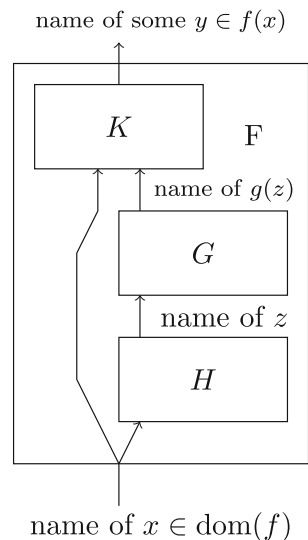 name of some y ∈ f(x)
K
F
name of g(z)
G
name of z
H
name of x ∈ dom(f)